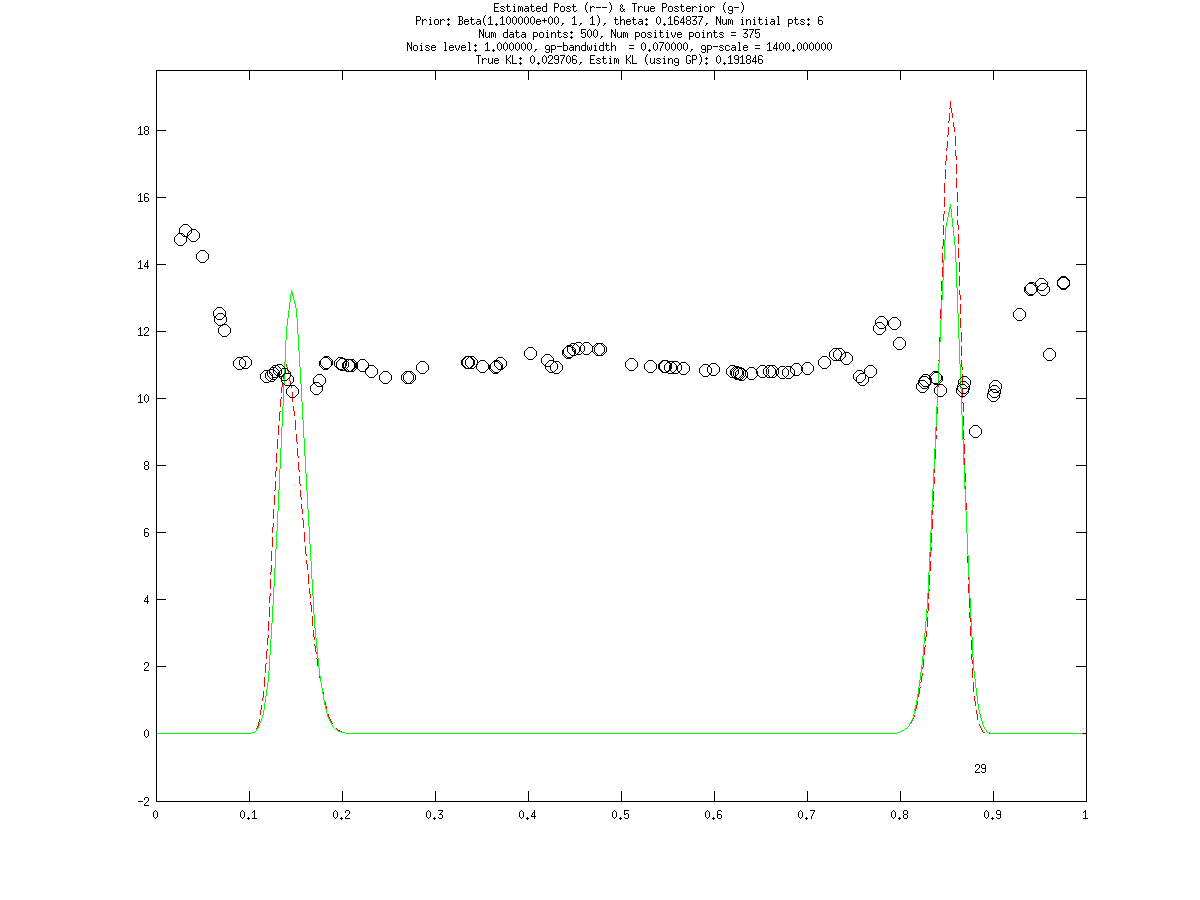 Estimated Post (r--) & True Posterior (g-)
Prior: Beta(1.100000e+00, 1, 1), theta: 0.164837, Num initial pts: 6
Num data points: 500, Num positive points = 375
Noise level: 1.000000, gp-bandwidth  = 0.070000, gp-scale = 1400.000000
True KL: 0.029706, Estim KL (using GP): 0.191846
18
16
14
12
10
8
6
4
2
0
29
-2
0 0.1 0.2 0.3 0.4 0.5 0.6 0.7 0.8 0.9 1